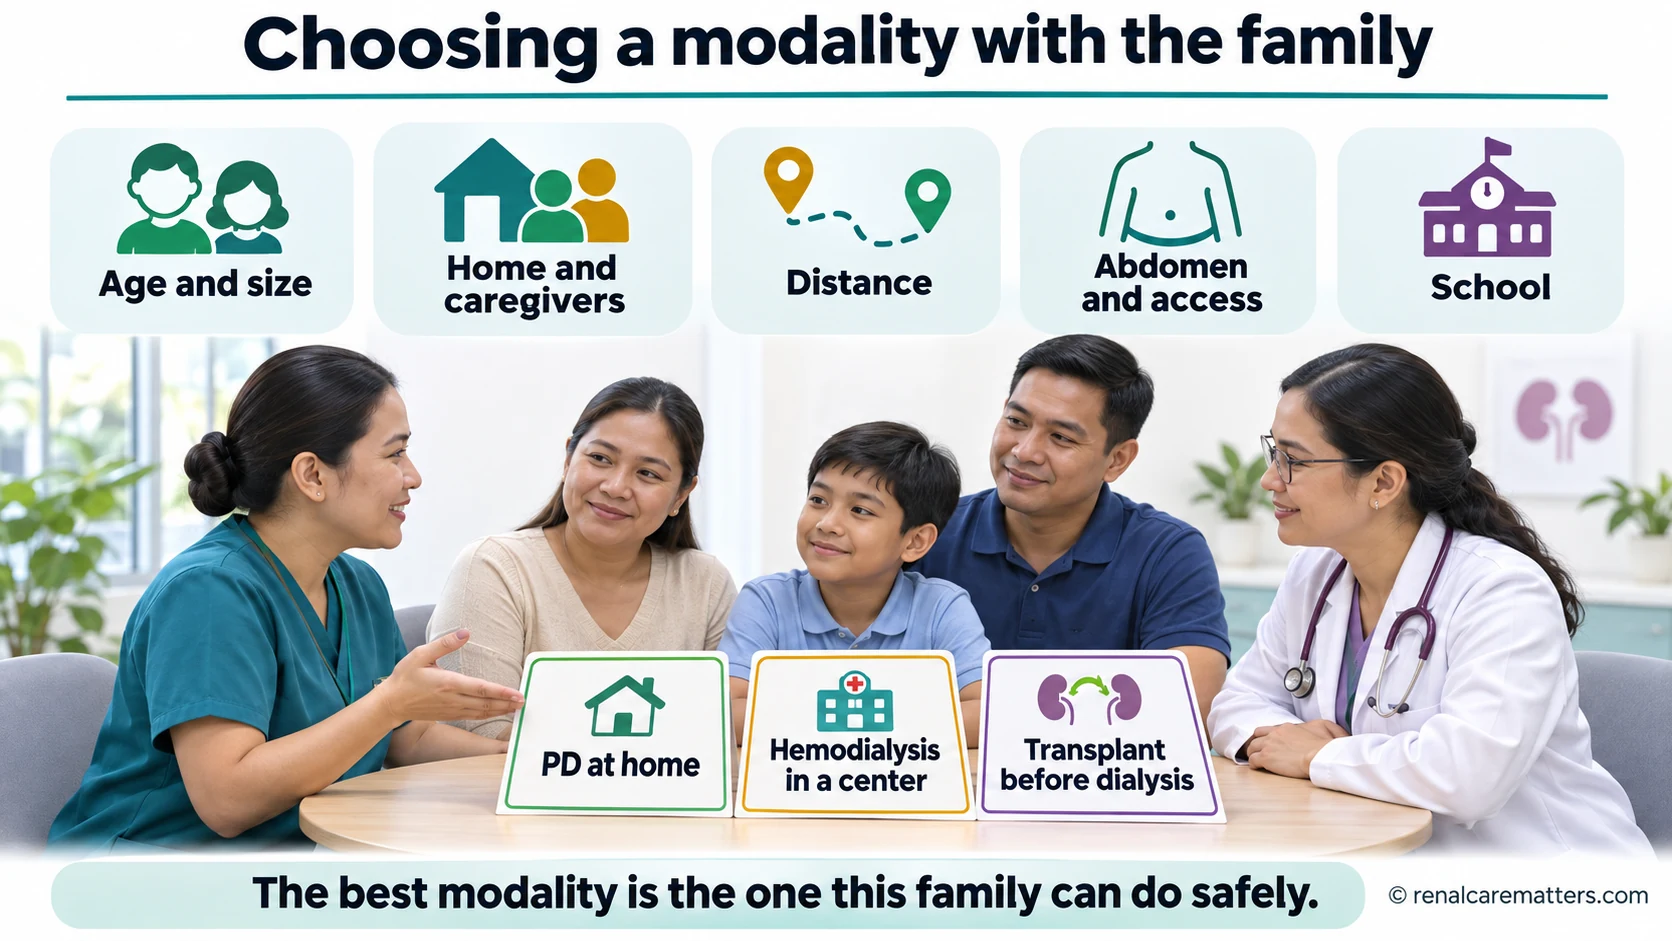 Choosing a modality with the family
Age and size
Home and
caregivers
Distance
Abdomen
and access
School
PD at home
Hemodialysis
in a center
Transplant
before dialysis
The best modality is the one this family can do safely.
© renalcarematters.com